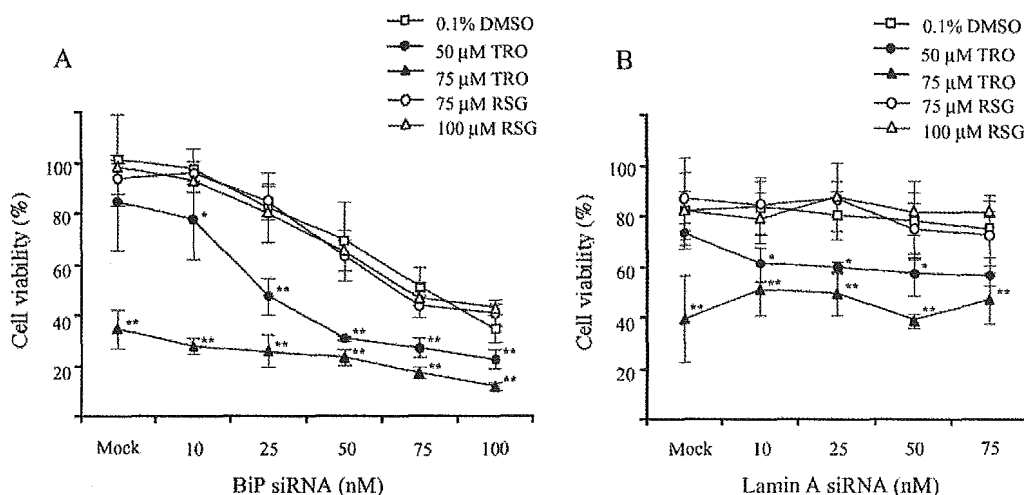 A
0.1% DMSO
50 µM TRO
75 µM TRO
75 µM RSG
100 µM RSG
Cell viability (%)
100
80
60
40
20
*
**
**
**
**
**
**
**
**
**
**
Mock
10
25
50
75
100
BiP siRNA (nM)
B
0.1% DMSO
50 µM TRO
75 µM TRO
75 µM RSG
100 µM RSG
Cell viability (%)
100
80
60
40
20
*
*
*
**
**
**
**
**
Mock
10
25
50
75
Lamin A siRNA (nM)